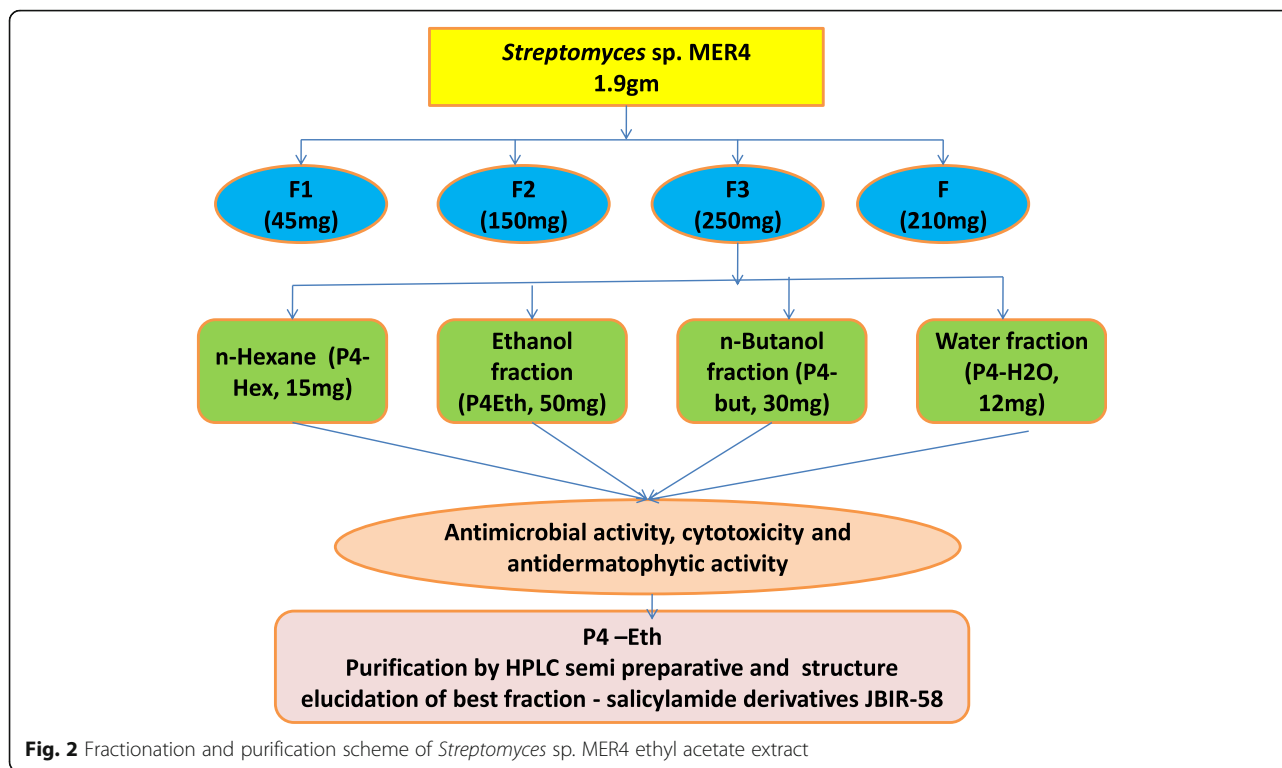 Streptomyces sp. MER4
1.9gm
F1
(45mg)
F2
(150mg)
F3
(250mg)
F
(210mg)
n-Hexane (P4-
Hex, 15mg)
Ethanol
fraction
(P4Eth, 50mg)
n-Butanol
fraction (P4-
but, 30mg)
Water fraction
(P4-H2O,
12mg)
Antimicrobial activity, cytotoxicity and
antidermatophytic activity
P4 –Eth
Purification by HPLC semi preparative and structure
elucidation of best fraction - salicylamide derivatives JBIR-58
Fig. 2 Fractionation and purification scheme of Streptomyces sp. MER4 ethyl acetate extract